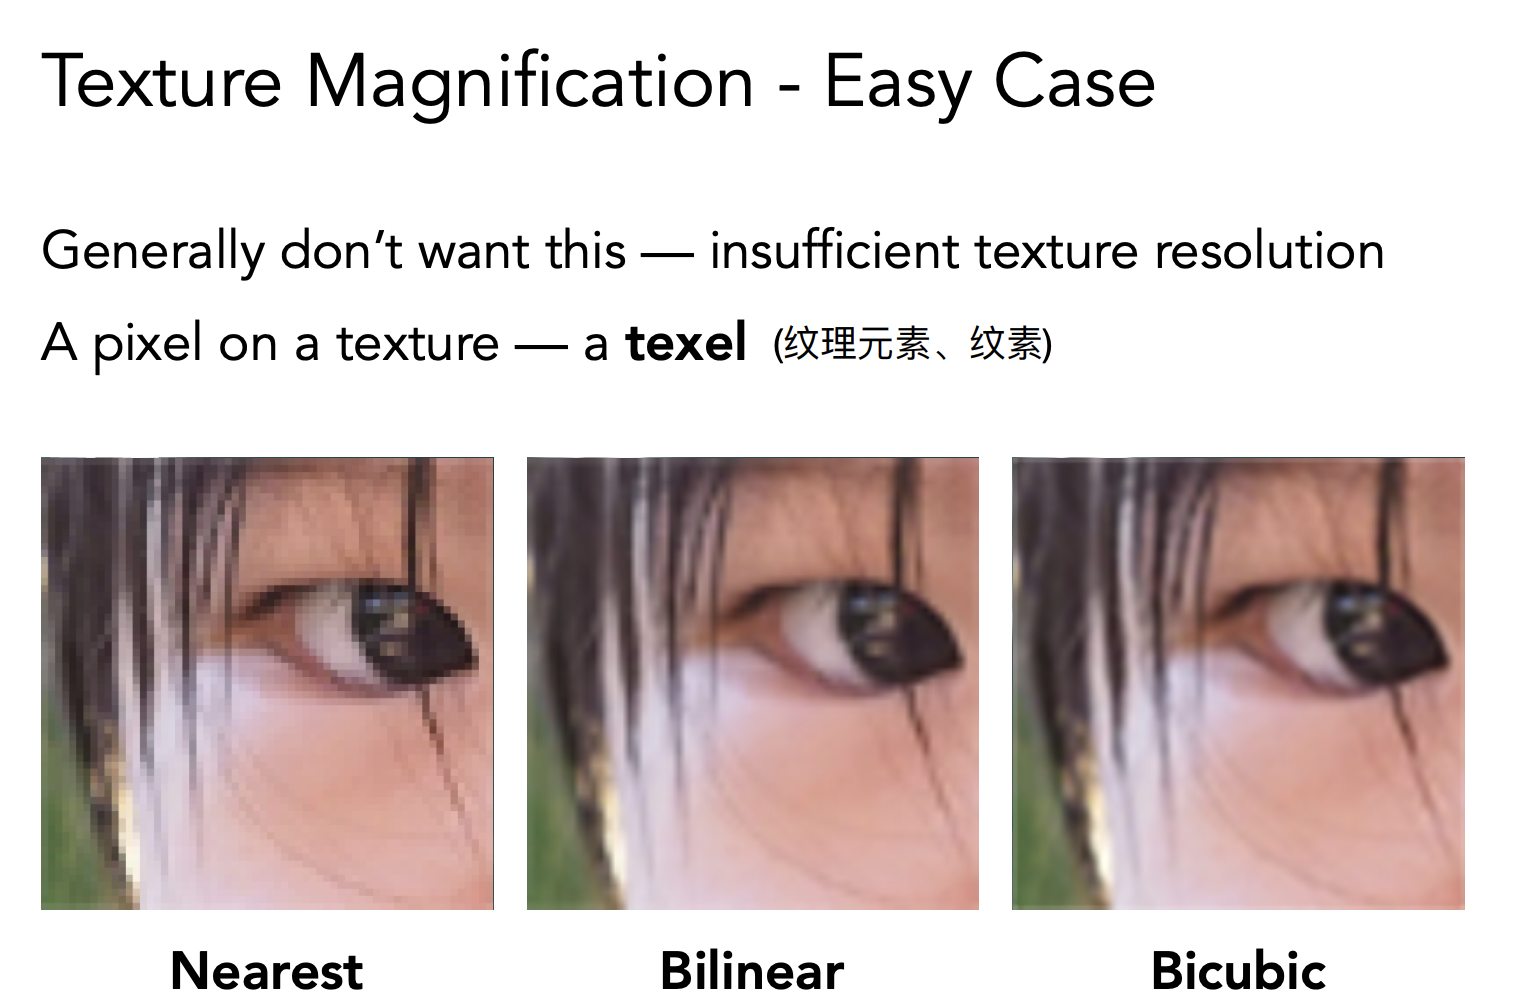 Texture Magnification - Easy Case
Generally don’t want this — insufficient texture resolution
A pixel on a texture — a texel (纹理元素、纹素)
Nearest
Bilinear
Bicubic